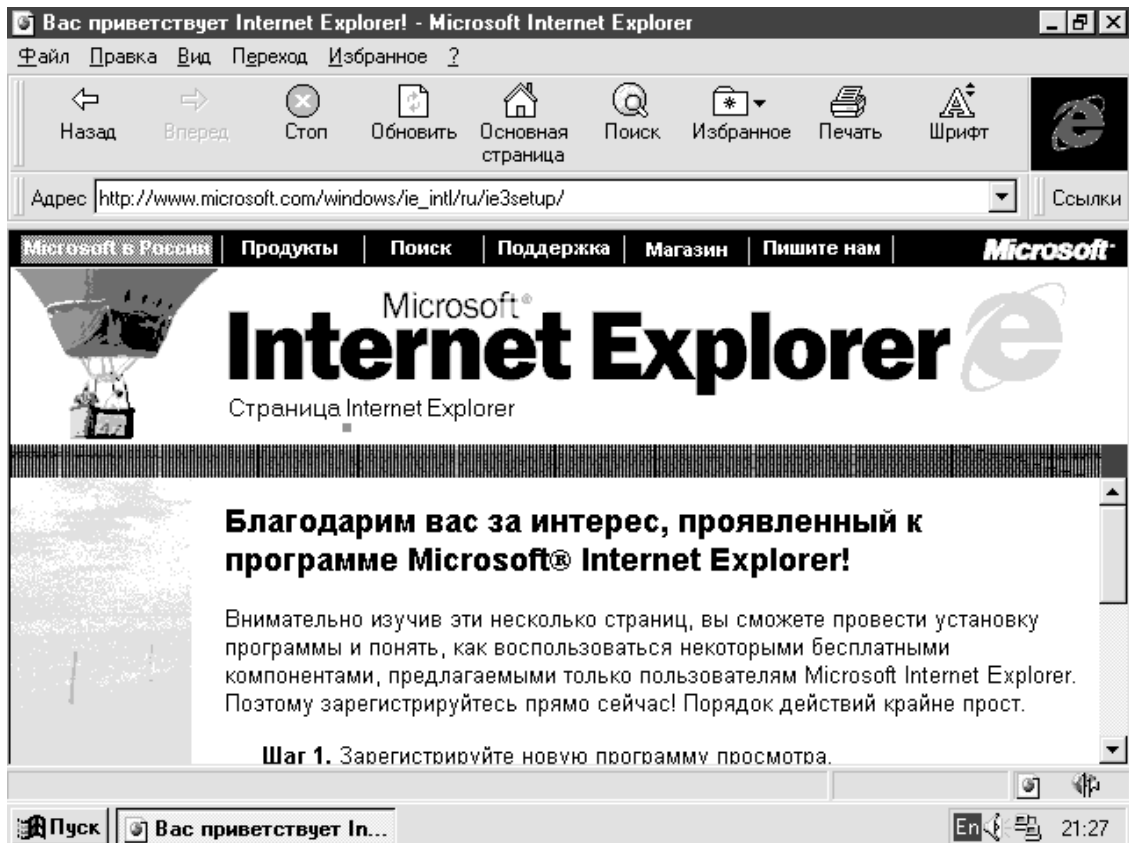 Вас приветствует Internet Explorer! - Microsoft Internet Explorer
Файл Правка Вид Переход Избранное ?
Назад Вперед Стоп Обновить Основная страница Поиск Избранное Печать Шрифт
Адрес http://www.microsoft.com/windows/ie_intl/ru/ie3setup/ Ссылки
Microsoft в России Продукты Поиск Поддержка Магазин Пишите нам Microsoft
Microsoft®
Internet Explorer
Страница Internet Explorer
Благодарим вас за интерес, проявленный к
программе Microsoft® Internet Explorer!
Внимательно изучив эти несколько страниц, вы сможете провести установку
программы и понять, как воспользоваться некоторыми бесплатными
компонентами, предлагаемыми только пользователям Microsoft Internet Explorer.
Поэтому зарегистрируйтесь прямо сейчас! Порядок действий крайне прост.
Шаг 1. Зарегистрируйте новую программу просмотра.
Пуск Вас приветствует In... En 21:27